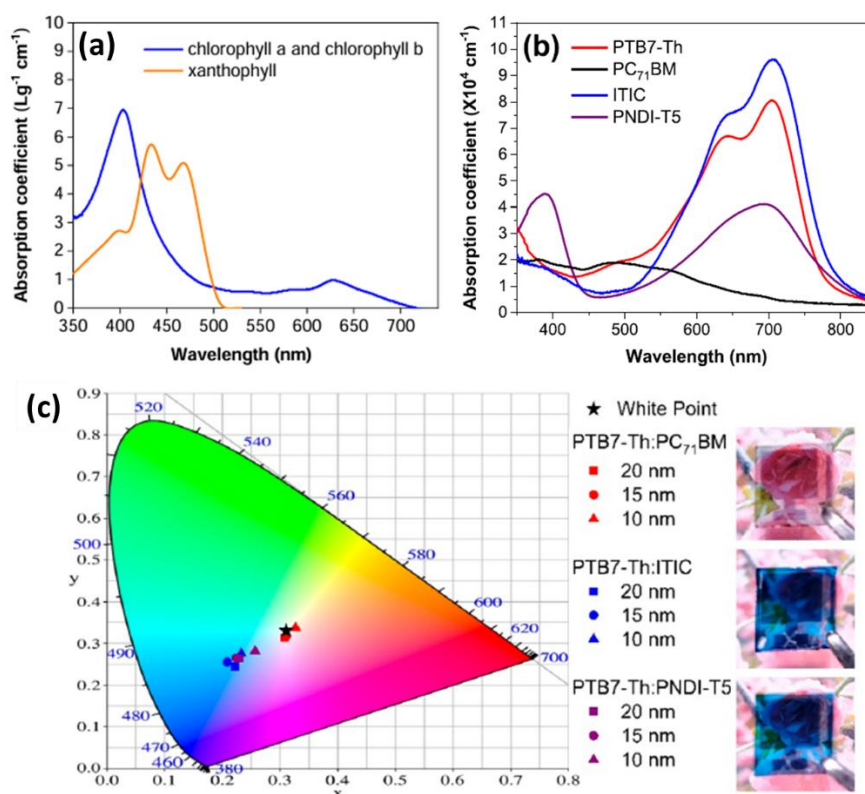 (a)
chlorophyll a and chlorophyll b
xanthophyll
Absorption coefficient (Lg⁻¹ cm⁻¹)
10
9
8
7
6
5
4
3
2
1
0
350 400 450 500 550 600 650 700
Wavelength (nm)
(b)
PTB7-Th
PC₇₁BM
ITIC
PNDI-T5
Absorption coefficient (X10⁴ cm⁻¹)
11
10
9
8
7
6
5
4
3
2
1
0
400 500 600 700 800
Wavelength (nm)
(c)
0.9
0.8
0.7
0.6
0.5
0.4
0.3
0.2
0.1
0.0
y
0.0 0.1 0.2 0.3 0.4 0.5 0.6 0.7 0.8
x
520
540
560
500
580
600
620
700
490
480
470
460
380
White Point
PTB7-Th:PC₇₁BM
20 nm
15 nm
10 nm
PTB7-Th:ITIC
20 nm
15 nm
10 nm
PTB7-Th:PNDI-T5
20 nm
15 nm
10 nm